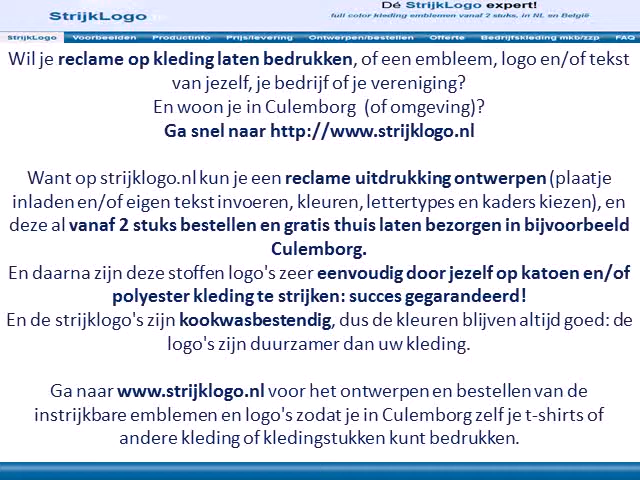 StrijkLogo
Dé StrijkLogo expert!
full color kleding emblemen vanaf 2 stuks, in NL en België
StrijkLogo Voorbeelden Productinfo Prijs/levering Ontwerpen/bestellen Offerte Bedrijfskleding mkb/zzp FAQ
Wil je reclame op kleding laten bedrukken, of een embleem, logo en/of tekst
van jezelf, je bedrijf of je vereniging?
En woon je in Culemborg (of omgeving)?
Ga snel naar http://www.strijklogo.nl
Want op strijklogo.nl kun je een reclame uitdrukking ontwerpen (plaatje
inladen en/of eigen tekst invoeren, kleuren, lettertypes en kaders kiezen), en
deze al vanaf 2 stuks bestellen en gratis thuis laten bezorgen in bijvoorbeeld
Culemborg.
En daarna zijn deze stoffen logo's zeer eenvoudig door jezelf op katoen en/of
polyester kleding te strijken: succes gegarandeerd!
En de strijklogo's zijn kookwasbestendig, dus de kleuren blijven altijd goed: de
logo's zijn duurzamer dan uw kleding.
Ga naar www.strijklogo.nl voor het ontwerpen en bestellen van de
instrijkbare emblemen en logo's zodat je in Culemborg zelf je t-shirts of
andere kleding of kledingstukken kunt bedrukken.